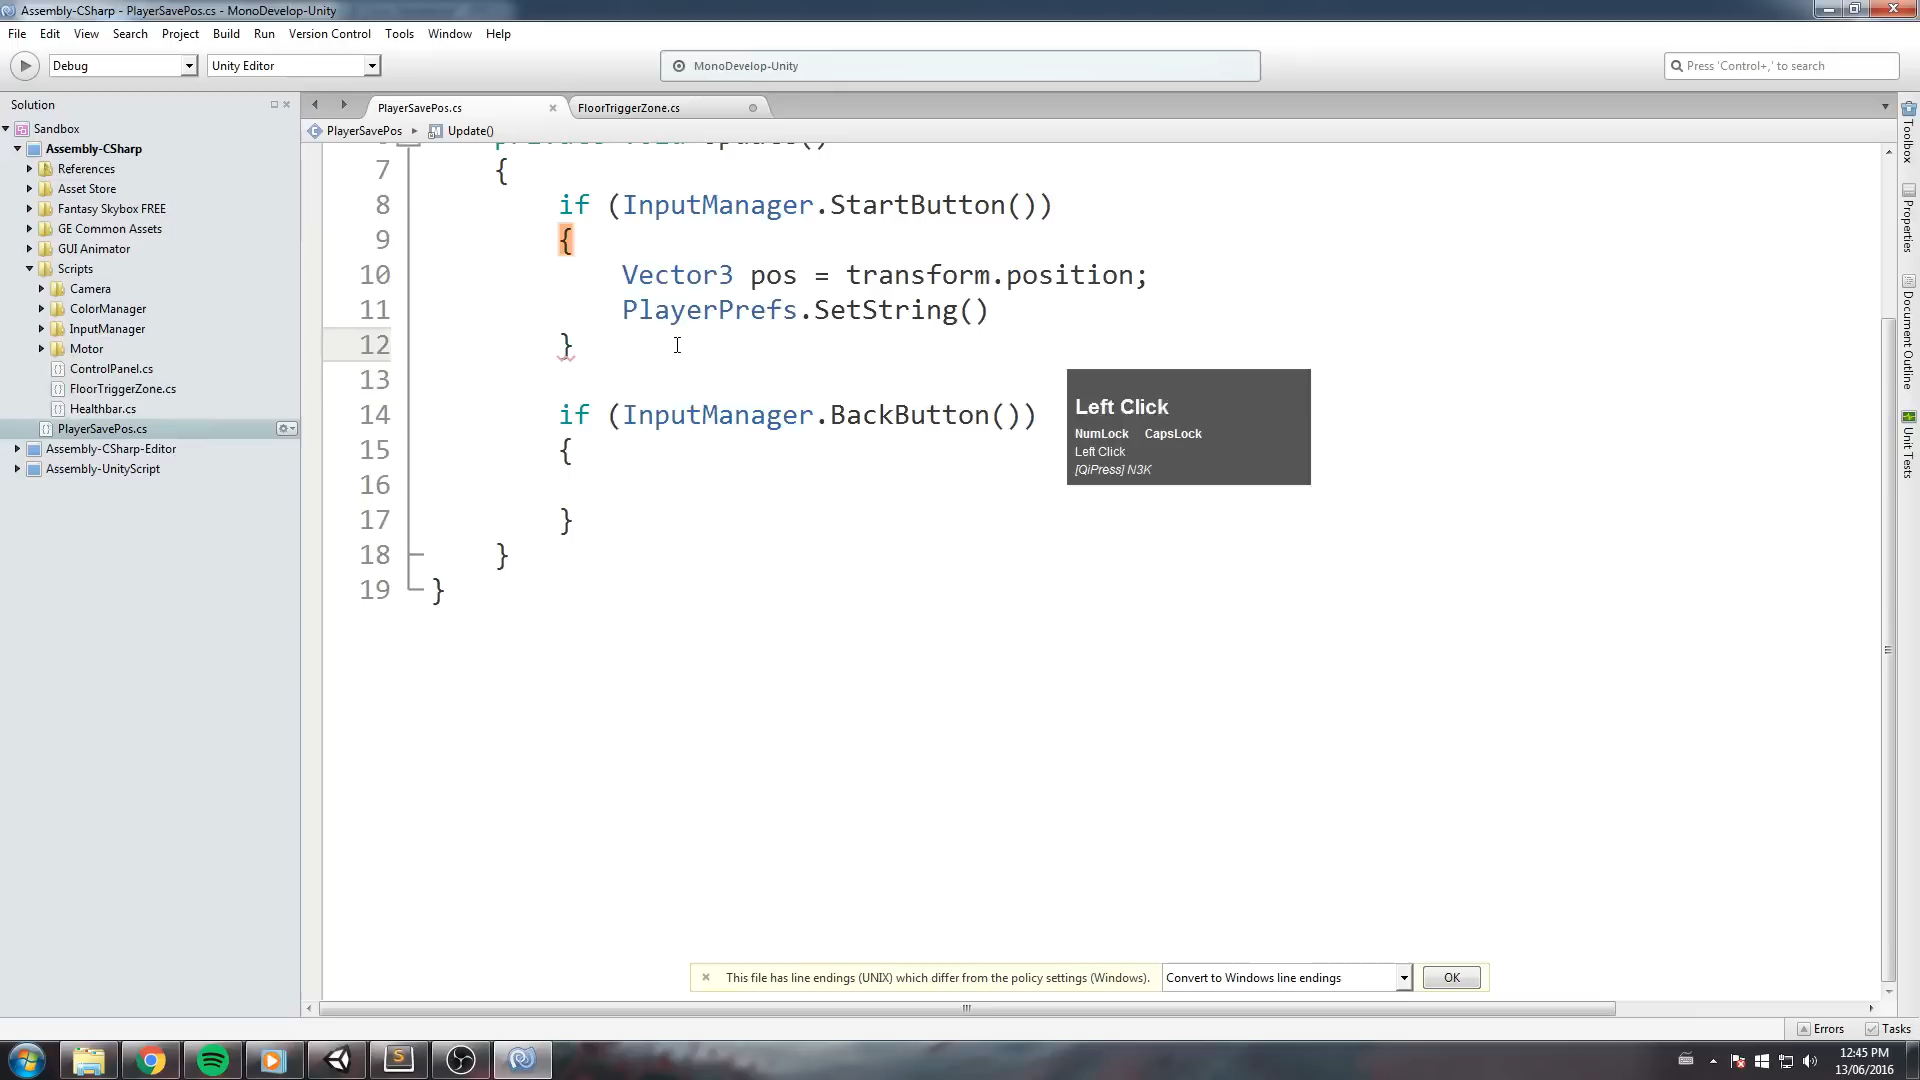 Assembly-CSharp - PlayerSavePos.cs - MonoDevelop-Unity
File Edit View Search Project Build Run Version Control Tools Window Help
Debug Unity Editor MonoDevelop-Unity Press 'Control+,' to search
Solution
Sandbox
Assembly-CSharp
References
Asset Store
Fantasy Skybox FREE
GE Common Assets
GUI Animator
Scripts
Camera
ColorManager
InputManager
Motor
ControlPanel.cs
FloorTriggerZone.cs
Healthbar.cs
PlayerSavePos.cs
Assembly-CSharp-Editor
Assembly-UnityScript
PlayerSavePos.cs FloorTriggerZone.cs
PlayerSavePos Update()
7 {
8 if (InputManager.StartButton())
9 {
10 Vector3 pos = transform.position;
11 PlayerPrefs.SetString()
12 }
13
14 if (InputManager.BackButton())
15 {
16
17 }
18 }
19 }
Left Click
NumLock CapsLock
Left Click
[QiPress] N3K
Toolbox
Properties
Document Outline
Unit Tests
This file has line endings (UNIX) which differ from the policy settings (Windows). Convert to Windows line endings OK
Errors Tasks
12:45 PM
13/06/2016